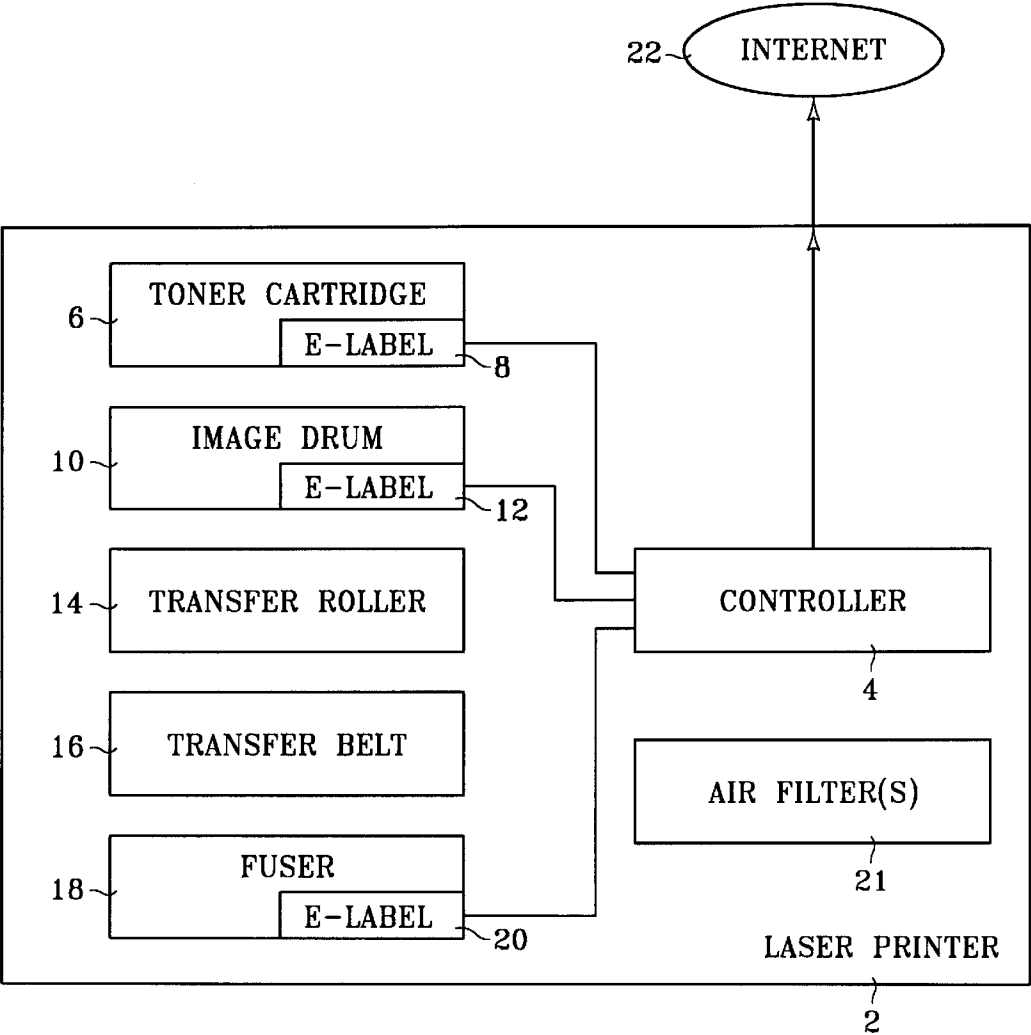 22 INTERNET
TONER CARTRIDGE
6
E-LABEL
8
IMAGE DRUM
10
E-LABEL
12
14 TRANSFER ROLLER
CONTROLLER
4
16 TRANSFER BELT
AIR FILTER(S)
21
FUSER
18
E-LABEL
20
LASER PRINTER
2